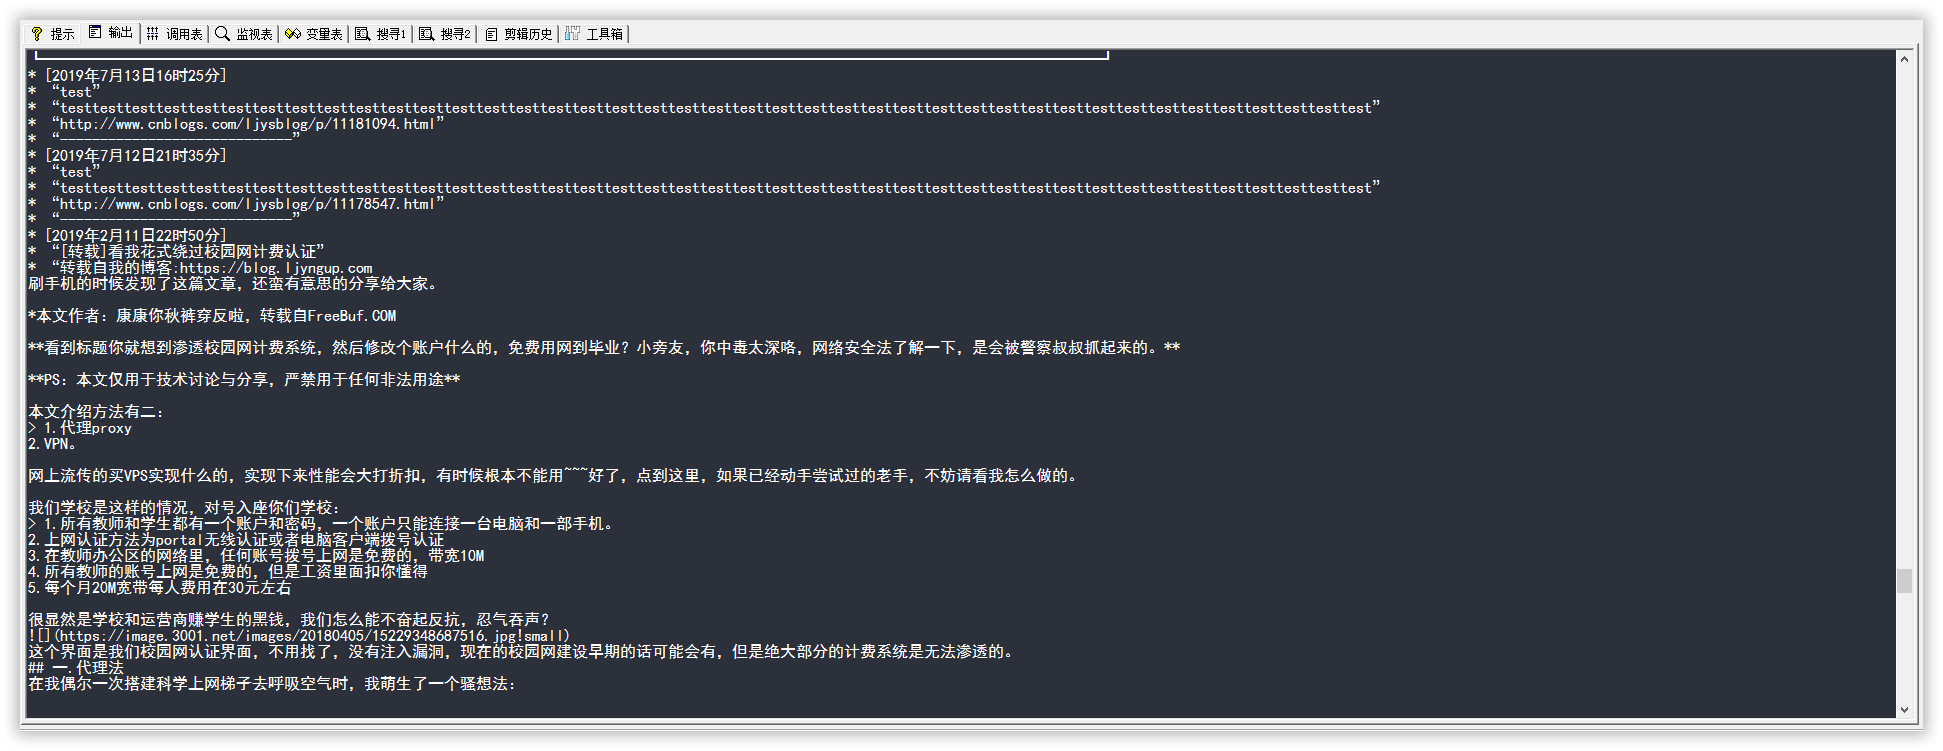 提示 输出 调用表 监视表 变量表 搜寻1 搜寻2 剪辑历史 工具箱
* [2019年7月13日16时25分]
* “test”
* “testtesttesttesttesttesttesttesttesttesttesttesttesttesttesttesttesttesttesttesttesttesttesttesttesttesttesttesttesttesttesttesttesttesttesttesttesttesttesttesttest”
* “http://www.cnblogs.com/ljysblog/p/11181094.html”
* “-----------------------------”
* [2019年7月12日21时35分]
* “test”
* “testtesttesttesttesttesttesttesttesttesttesttesttesttesttesttesttesttesttesttesttesttesttesttesttesttesttesttesttesttesttesttesttesttesttesttesttesttesttesttesttest”
* “http://www.cnblogs.com/ljysblog/p/11178547.html”
* “-----------------------------”
* [2019年2月11日22时50分]
* “[转载]看我花式绕过校园网计费认证”
* “转载自我的博客:https://blog.ljyngup.com
刷手机的时候发现了这篇文章，还蛮有意思的分享给大家。
*本文作者：康康你秋裤穿反啦，转载自FreeBuf.COM
**看到标题你就想到渗透校园网计费系统，然后修改个账户什么的，免费用网到毕业？小旁友，你中毒太深咯，网络安全法了解一下，是会被警察叔叔抓起来的。**
**PS：本文仅用于技术讨论与分享，严禁用于任何非法用途**
本文介绍方法有二：
> 1.代理proxy
2.VPN。
网上流传的买VPS实现什么的，实现下来性能会大打折扣，有时候根本不能用~~~好了，点到这里，如果已经动手尝试过的老手，不妨请看我怎么做的。
我们学校是这样的情况，对号入座你们学校：
> 1.所有教师和学生都有一个账户和密码，一个账户只能连接一台电脑和一部手机。
2.上网认证方法为portal无线认证或者电脑客户端拨号认证
3.在教师办公区的网络里，任何账号拨号上网是免费的，带宽10M
4.所有教师的账号上网是免费的，但是工资里面扣你懂得
5.每个月20M宽带每人费用在30元左右
很显然是学校和运营商赚学生的黑钱，我们怎么能不奋起反抗，忍气吞声？
![](https://image.3001.net/images/20180405/15229348687516.jpg!small)
这个界面是我们校园网认证界面，不用找了，没有注入漏洞，现在的校园网建设早期的话可能会有，但是绝大部分的计费系统是无法渗透的。
## 一.代理法
在我偶尔一次搭建科学上网梯子去呼吸空气时，我萌生了一个骚想法：